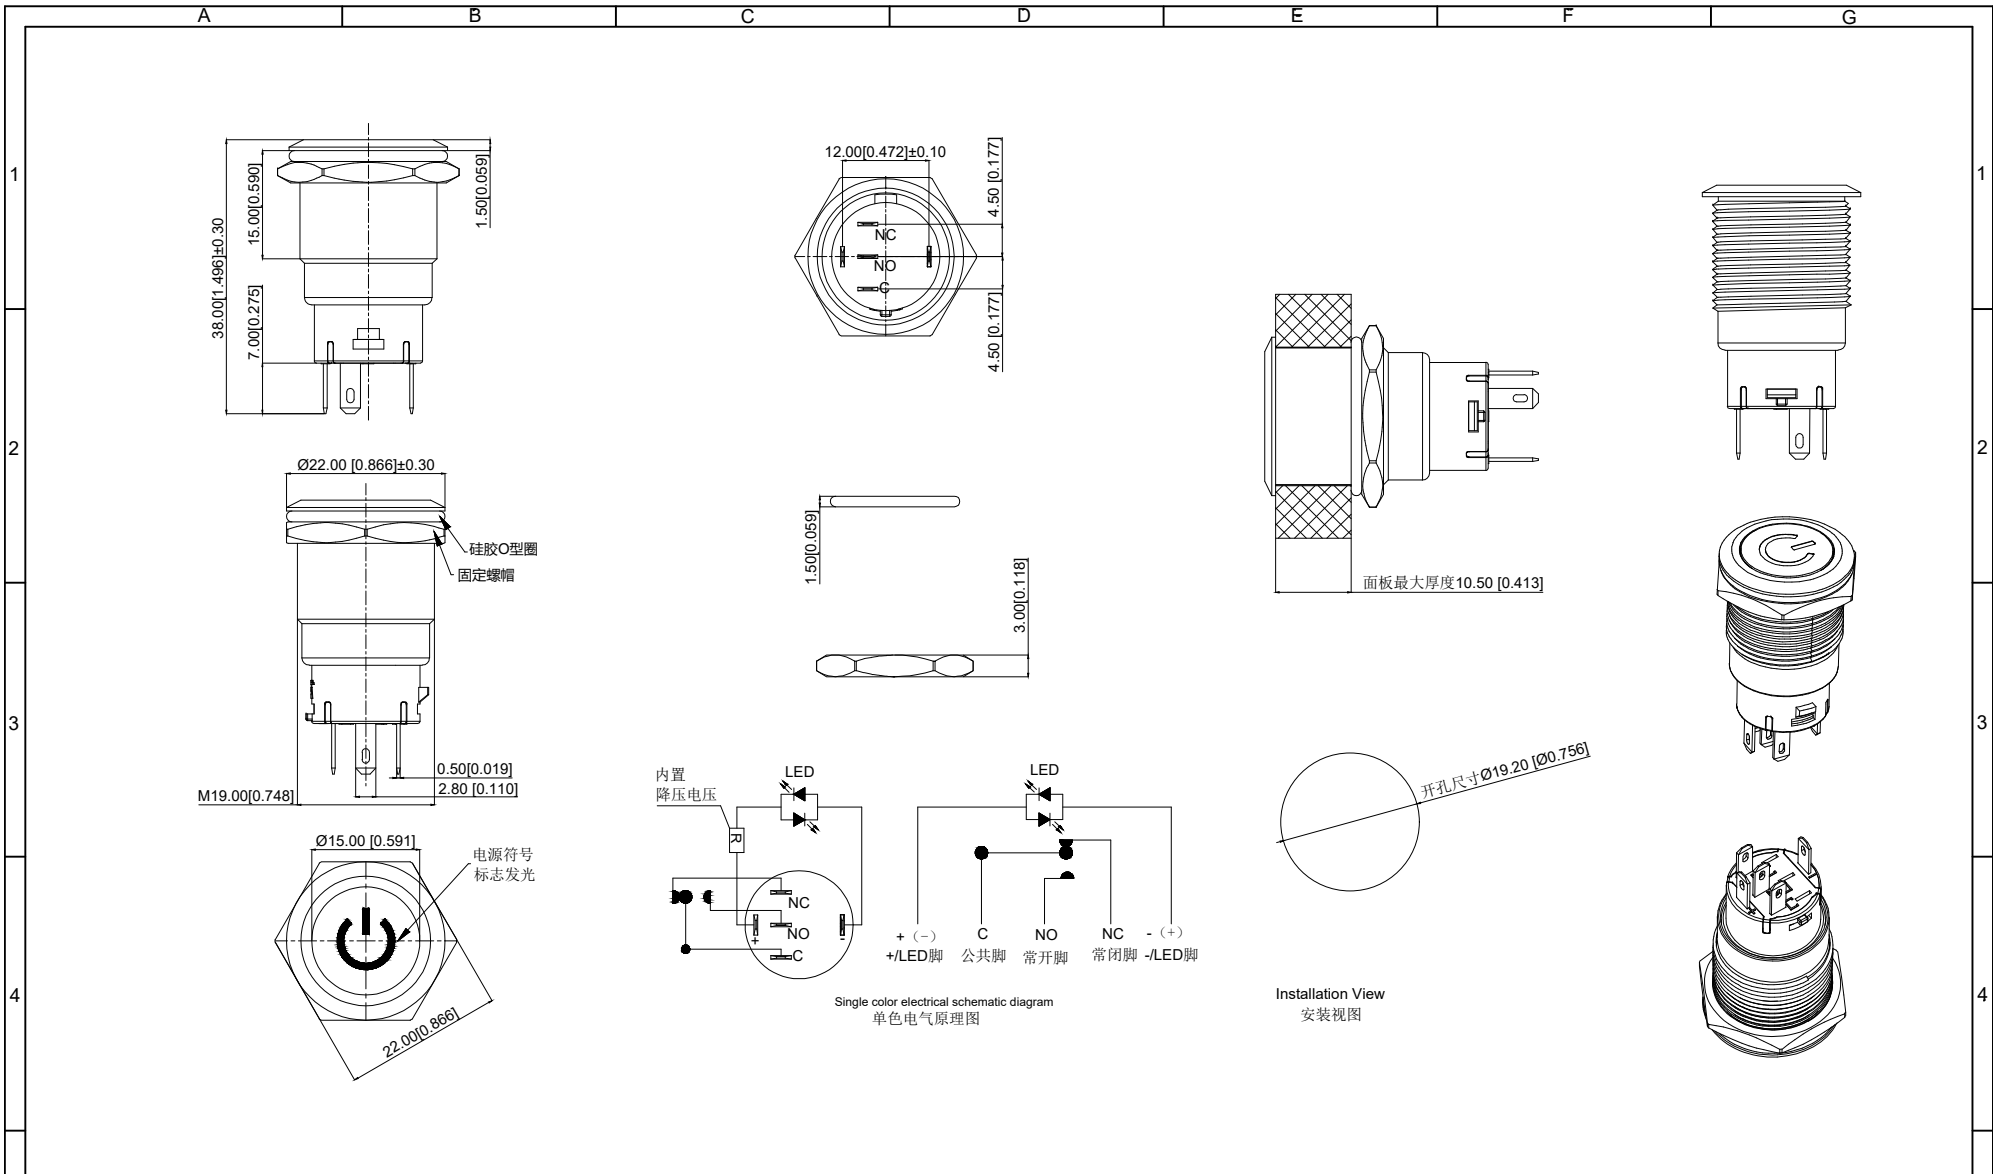 A
B
C
D
E
F
G
1
1
2
2
3
3
4
4
38.00[1.496]±0.30
15.00[0.590]
7.00[0.275]
1.50[0.059]
Ø22.00 [0.866]±0.30
硅胶O型圈
固定螺帽
0.50[0.019]
2.80 [0.110]
M19.00[0.748]
Ø15.00 [0.591]
电源符号
标志发光
22.00[0.866]
12.00[0.472]±0.10
4.50 [0.177]
4.50 [0.177]
NC
NO
C
1.50[0.059]
3.00[0.118]
内置
降压电压
LED
R
NC
NO
C
+
-
LED
+（-） C NO NC -（+）
+/LED脚 公共脚 常开脚 常闭脚 -/LED脚
Single color electrical schematic diagram
单色电气原理图
面板最大厚度10.50 [0.413]
开孔尺寸Ø19.20 [Ø0.756]
Installation View
安装视图